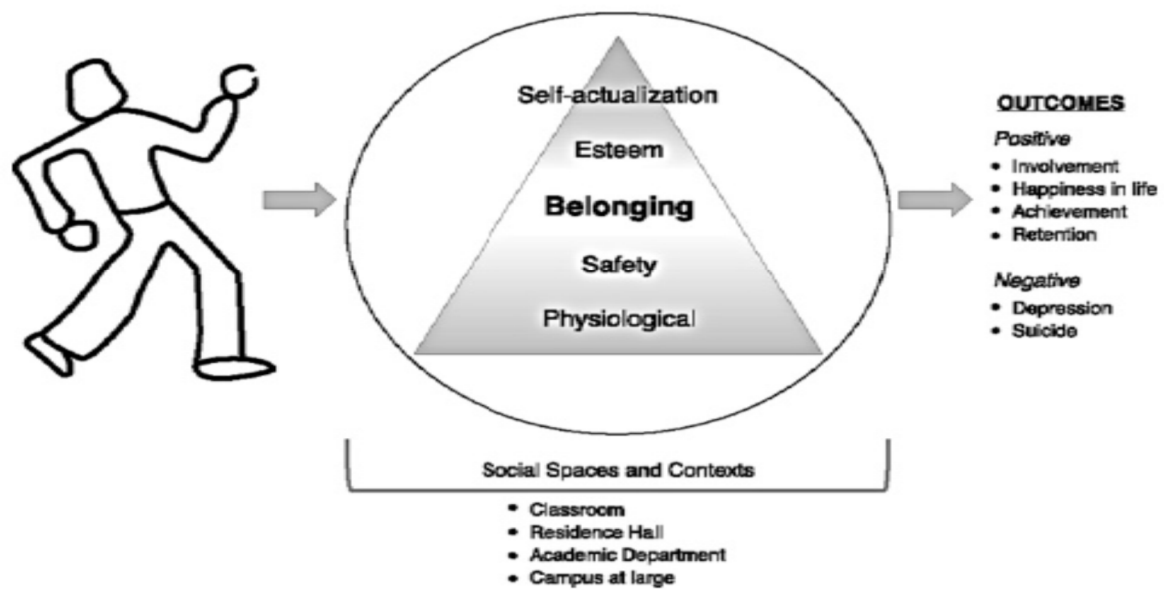 Self-actualization
Esteem
Belonging
Safety
Physiological
Social Spaces and Contexts
• Classroom
• Residence Hall
• Academic Department
• Campus at large
OUTCOMES
Positive
• Involvement
• Happiness in life
• Achievement
• Retention
Negative
• Depression
• Suicide